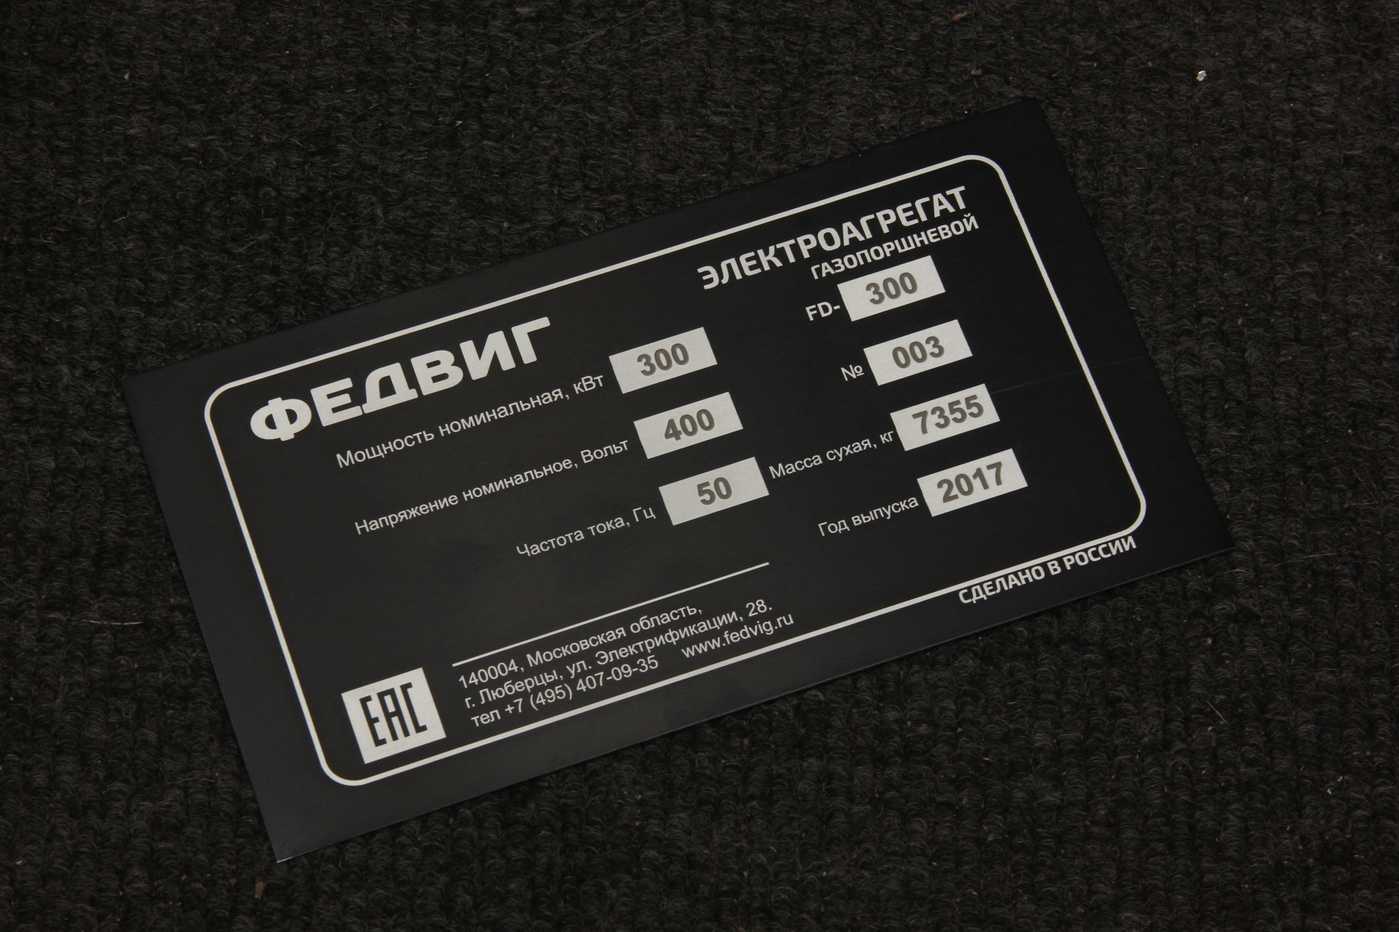 ФЕДВИГ
ЭЛЕКТРОАГРЕГАТ
ГАЗОПОРШНЕВОЙ
FD- 300
Мощность номинальная, кВт 300
№ 003
Напряжение номинальное, Вольт 400
Масса сухая, кг 7355
Частота тока, Гц 50
Год выпуска 2017
EAC
140004, Московская область,
г. Люберцы, ул. Электрификации, 28.
тел +7 (495) 407-09-35 www.fedvig.ru
СДЕЛАНО В РОССИИ